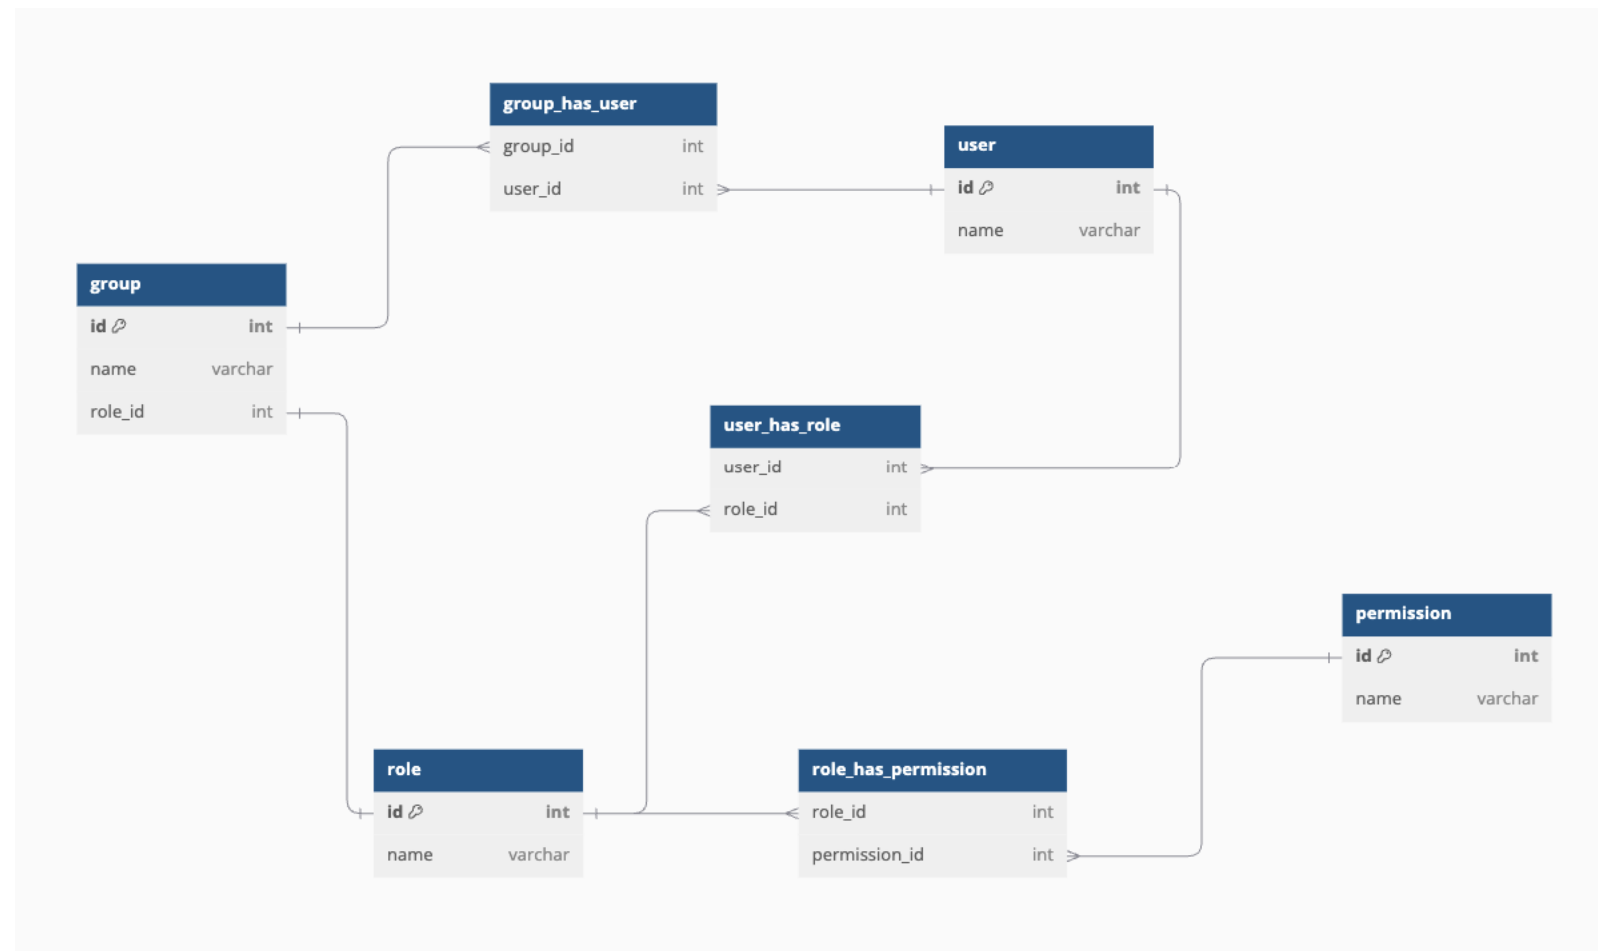 group_has_user
group_id int
user_id int
user
id int
name varchar
group
id int
name varchar
role_id int
user_has_role
user_id int
role_id int
permission
id int
name varchar
role
id int
name varchar
role_has_permission
role_id int
permission_id int